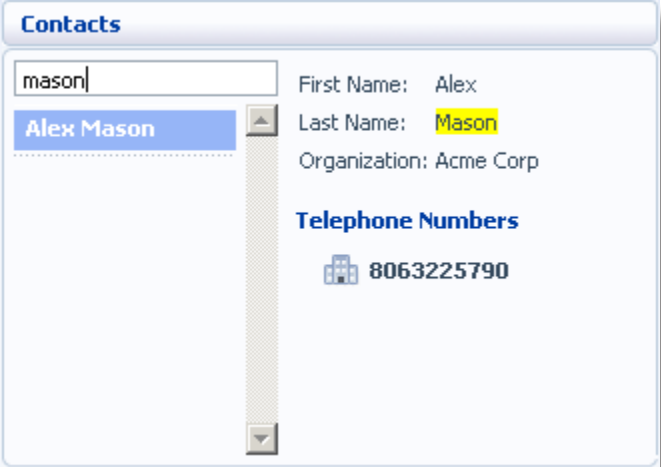 Contacts
mason
Alex Mason
First Name: Alex
Last Name: Mason
Organization: Acme Corp
Telephone Numbers
8063225790